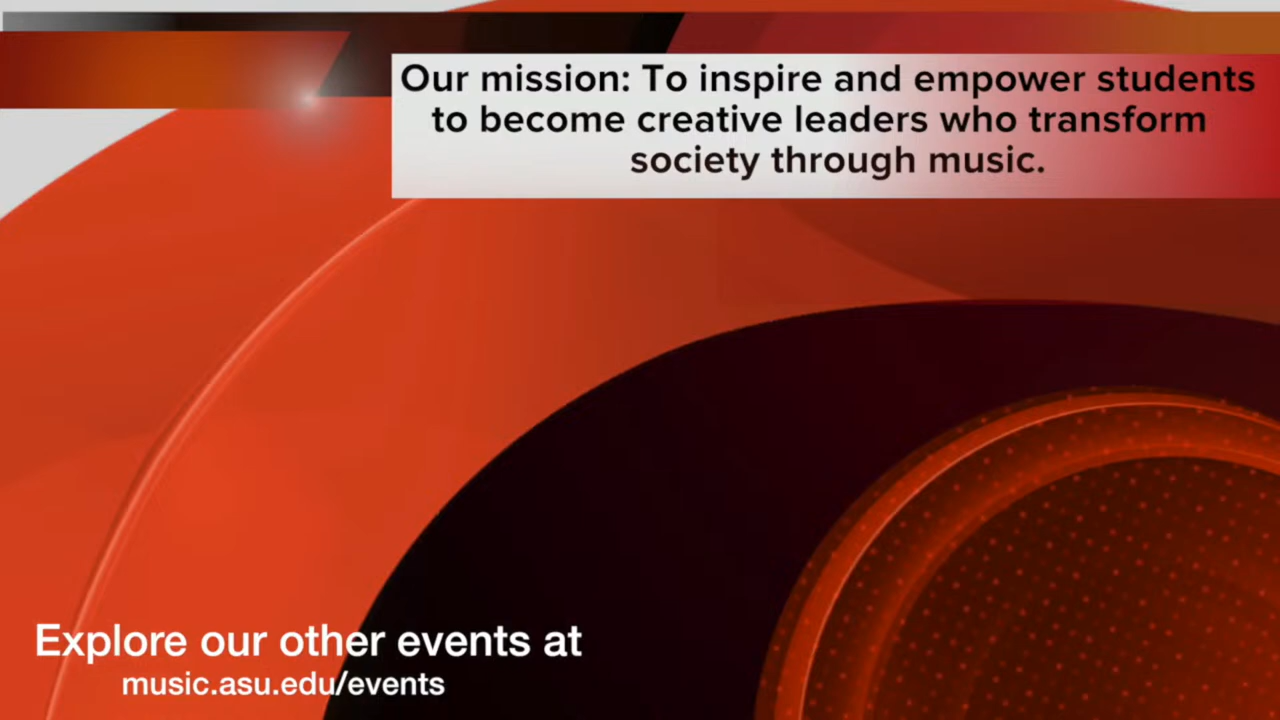 Our mission: To inspire and empower students
to become creative leaders who transform
society through music.
Explore our other events at
music.asu.edu/events